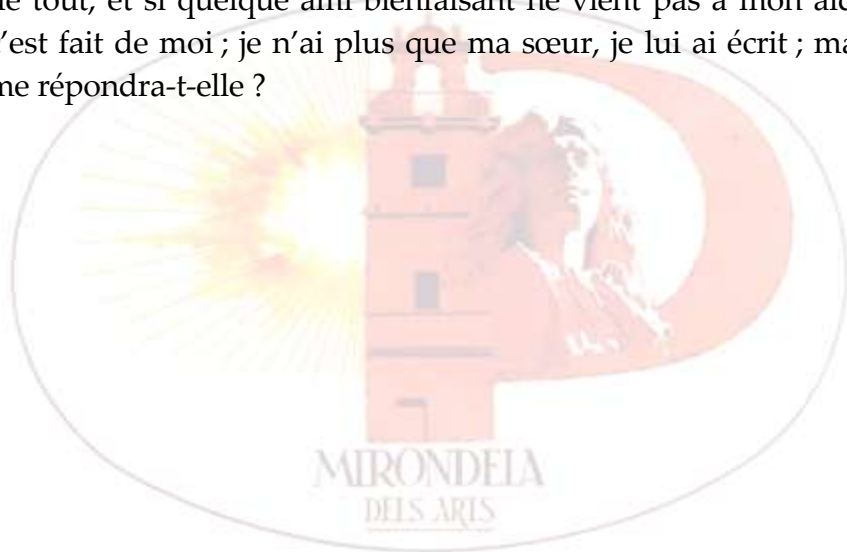 tout, et si quelque ami bienfaisant ne vient pas à mon
c'est fait de moi ; je n'ai plus que ma sœur, je lui ai écrit ;
me répondra-t-elle ?
MIRONDELA
DELS ARTS